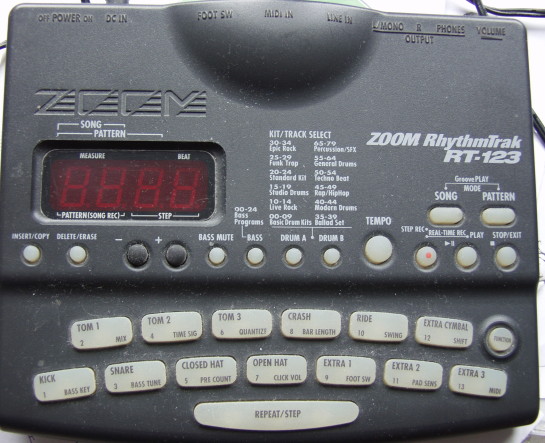 OFF POWER ON DC IN FOOT SW MIDI IN LINE IN L/MONO R PHONES VOLUME
OUTPUT
ZOOM
SONG
PATTERN
MEASURE BEAT
PATTERN(SONG REC) STEP
KIT/TRACK SELECT
30-34 65-79
Epic Rock Percussion/SFX
25-29 55-64
Funk Trap General Drums
20-24 50-54
Standard Kit Techno Beat
15-19 45-49
Studio Drums Rap/HipHop
10-14 40-44
Live Rock Modern Drums
00-09 35-39
Basic Drum Kits Ballad Set
00-24
Bass
Programs
ZOOM RhythmTrak
RT-123
GroovePLAY
MODE
SONG PATTERN
INSERT/COPY DELETE/ERASE - + BASS MUTE BASS DRUM A DRUM B TEMPO
STEP REC REAL-TIME REC PLAY STOP/EXIT
TOM 1
2 MIX
TOM 2
4 TIME SIG
TOM 3
6 QUANTIZE
CRASH
8 BAR LENGTH
RIDE
10 SWING
EXTRA CYMBAL
12 SHIFT
FUNCTION
KICK
1 BASS KEY
SNARE
3 BASS TUNE
CLOSED HAT
5 PRE COUNT
OPEN HAT
7 CLICK VOL
EXTRA 1
9 FOOT SW
EXTRA 2
11 PAD SENS
EXTRA 3
13 MIDI
REPEAT/STEP